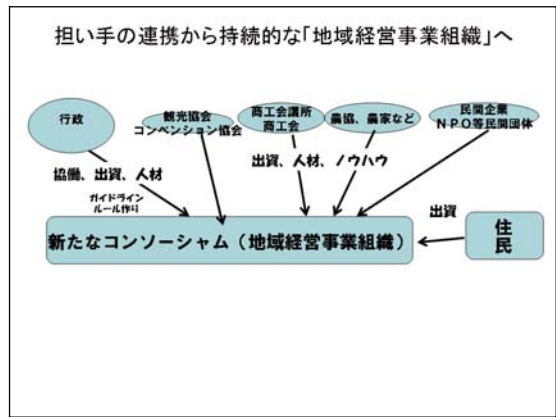 担い手の連携から持続的な「地域経営事業組織」へ
行政
観光協会
コンベンション協会
商工会議所
商工会
農協、農家など
民間企業
NPO等民間団体
協働、出資、人材
出資、人材、ノウハウ
ガイドライン
ルール作り
出資
新たなコンソーシャム（地域経営事業組織）
住
民